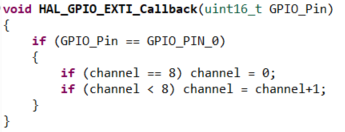 void HAL_GPIO_EXTI_Callback(uint16_t GPIO_Pin)
{
    if (GPIO_Pin == GPIO_PIN_0)
    {
        if (channel == 8) channel = 0;
        if (channel < 8) channel = channel+1;
    }
}